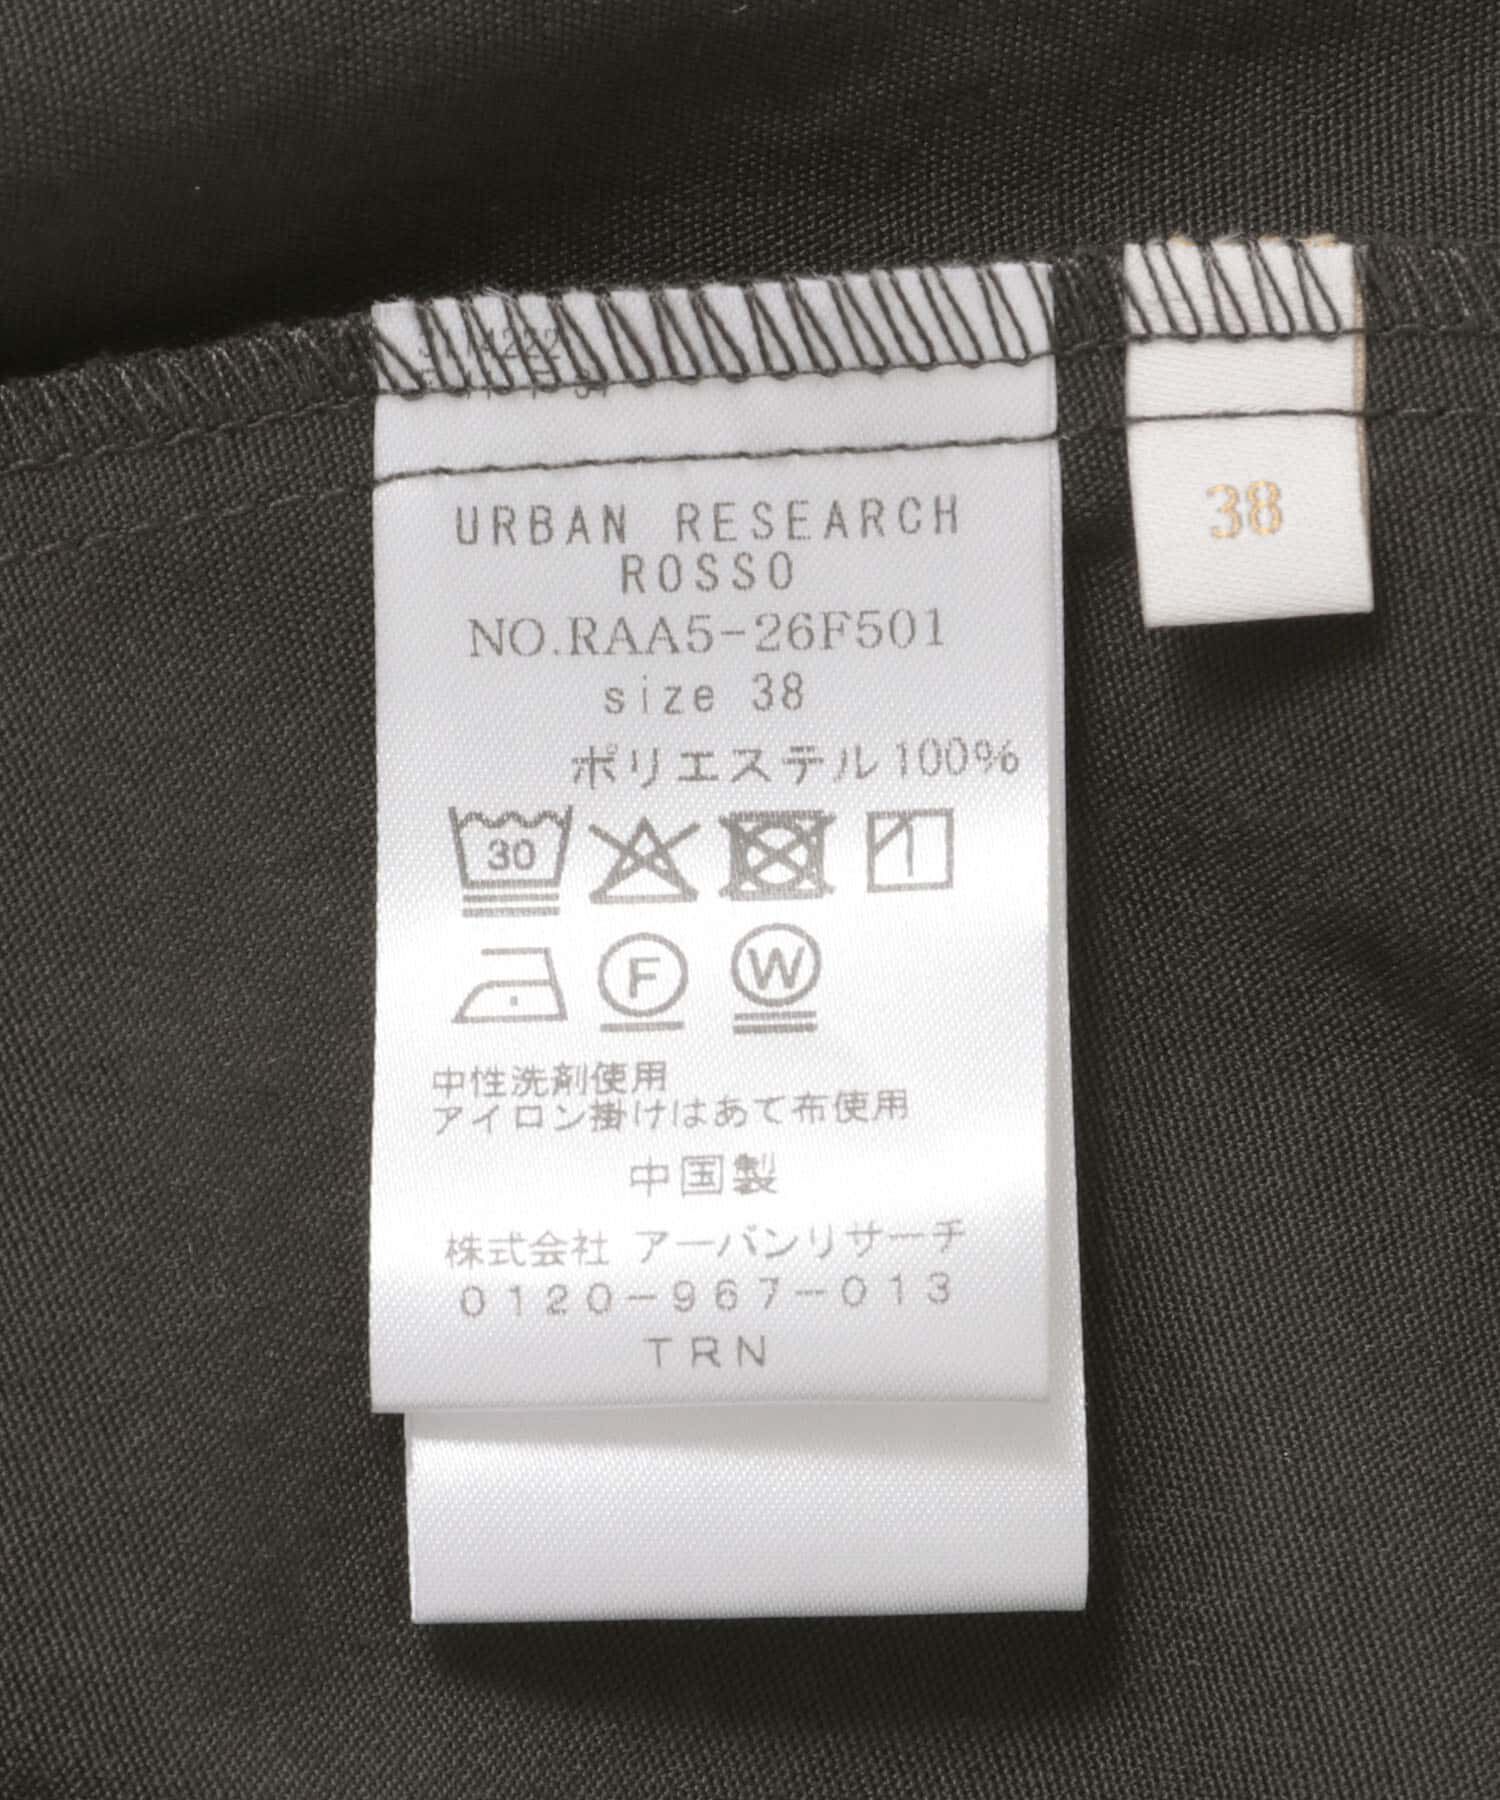 URBAN RESEARCH
ROSSO
NO.RAA5-26F501
size 38
ポリエステル100%
30
F
W
中性洗剤使用
アイロン掛けはあて布使用
中国製
株式会社 アーバンリサーチ
0120-967-013
TRN
38